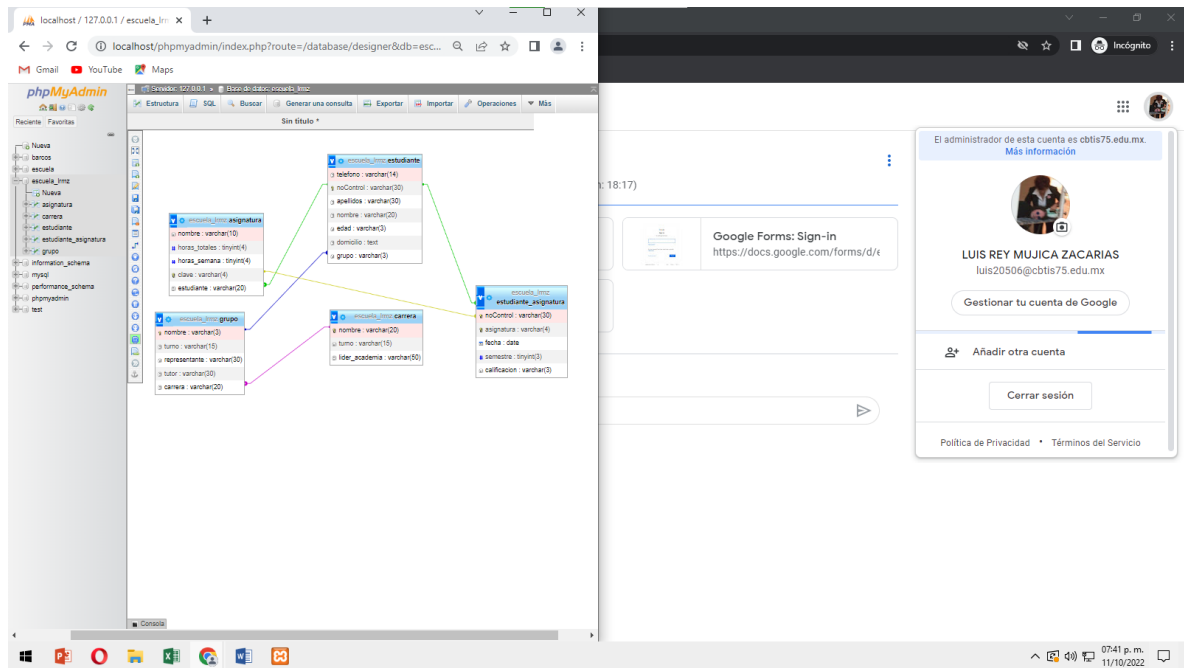 localhost / 127.0.0.1 / escuela_lrm
localhost/phpmyadmin/index.php?route=/database/designer&db=esc...
Gmail YouTube Maps
phpMyAdmin
Reciente Favoritas
Nueva
barcos
escuela
escuela_lrmz
Nueva
asignatura
carrera
estudiante
estudiante_asignatura
grupo
information_schema
mysql
performance_schema
phpmyadmin
test
Servidor: 127.0.0.1 » Base de datos: escuela_lrmz
Estructura SQL Buscar Generar una consulta Exportar Importar Operaciones Más
Sin título *
escuela_lrmz estudiante
telefono : varchar(14)
noControl : varchar(30)
apellidos : varchar(30)
nombre : varchar(20)
edad : varchar(3)
domicilio : text
grupo : varchar(3)
escuela_lrmz asignatura
nombre : varchar(10)
horas_totales : tinyint(4)
horas_semana : tinyint(4)
clave : varchar(4)
estudiante : varchar(20)
escuela_lrmz grupo
nombre : varchar(3)
turno : varchar(15)
representante : varchar(30)
tutor : varchar(30)
carrera : varchar(20)
escuela_lrmz carrera
nombre : varchar(20)
turno : varchar(15)
lider_academia : varchar(50)
escuela_lrmz
estudiante_asignatura
noControl : varchar(30)
asignatura : varchar(4)
fecha : date
semestre : tinyint(3)
calificacion : varchar(3)
Consola
Incógnito
: 18:17)
Google Forms: Sign-in
https://docs.google.com/forms/d/e
El administrador de esta cuenta es cbtis75.edu.mx.
Más información
LUIS REY MUJICA ZACARIAS
luis20506@cbtis75.edu.mx
Gestionar tu cuenta de Google
Añadir otra cuenta
Cerrar sesión
Política de Privacidad • Términos del Servicio
07:41 p. m.
11/10/2022